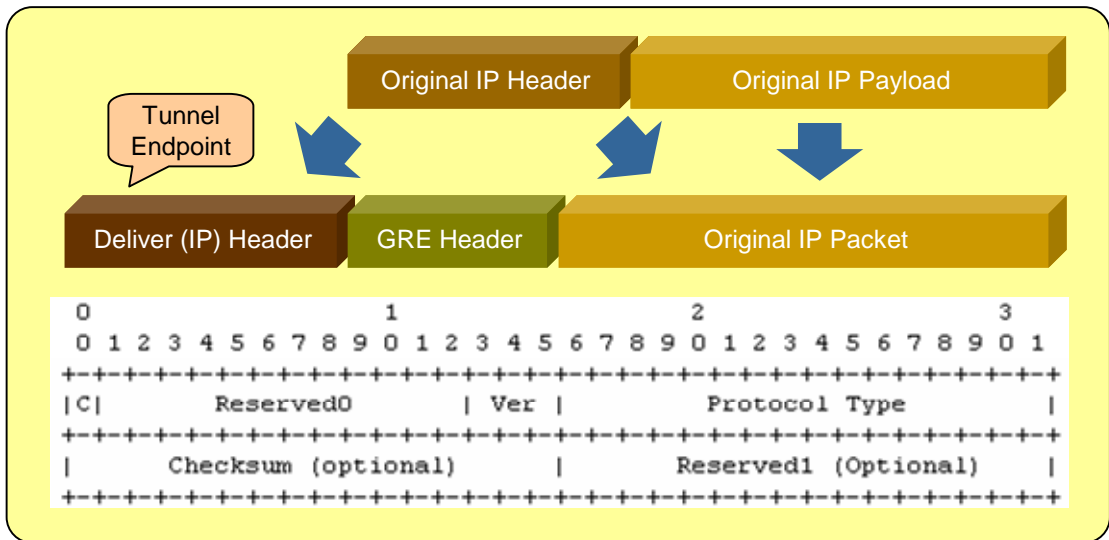 Original IP Header Original IP Payload
Tunnel
Endpoint
Deliver (IP) Header GRE Header Original IP Packet
0                   1                   2                   3
0 1 2 3 4 5 6 7 8 9 0 1 2 3 4 5 6 7 8 9 0 1 2 3 4 5 6 7 8 9 0 1
+-+-+-+-+-+-+-+-+-+-+-+-+-+-+-+-+-+-+-+-+-+-+-+-+-+-+-+-+-+-+-+-+
|C|       Reserved0       | Ver |         Protocol Type         |
+-+-+-+-+-+-+-+-+-+-+-+-+-+-+-+-+-+-+-+-+-+-+-+-+-+-+-+-+-+-+-+-+
|      Checksum (optional)      |       Reserved1 (Optional)    |
+-+-+-+-+-+-+-+-+-+-+-+-+-+-+-+-+-+-+-+-+-+-+-+-+-+-+-+-+-+-+-+-+